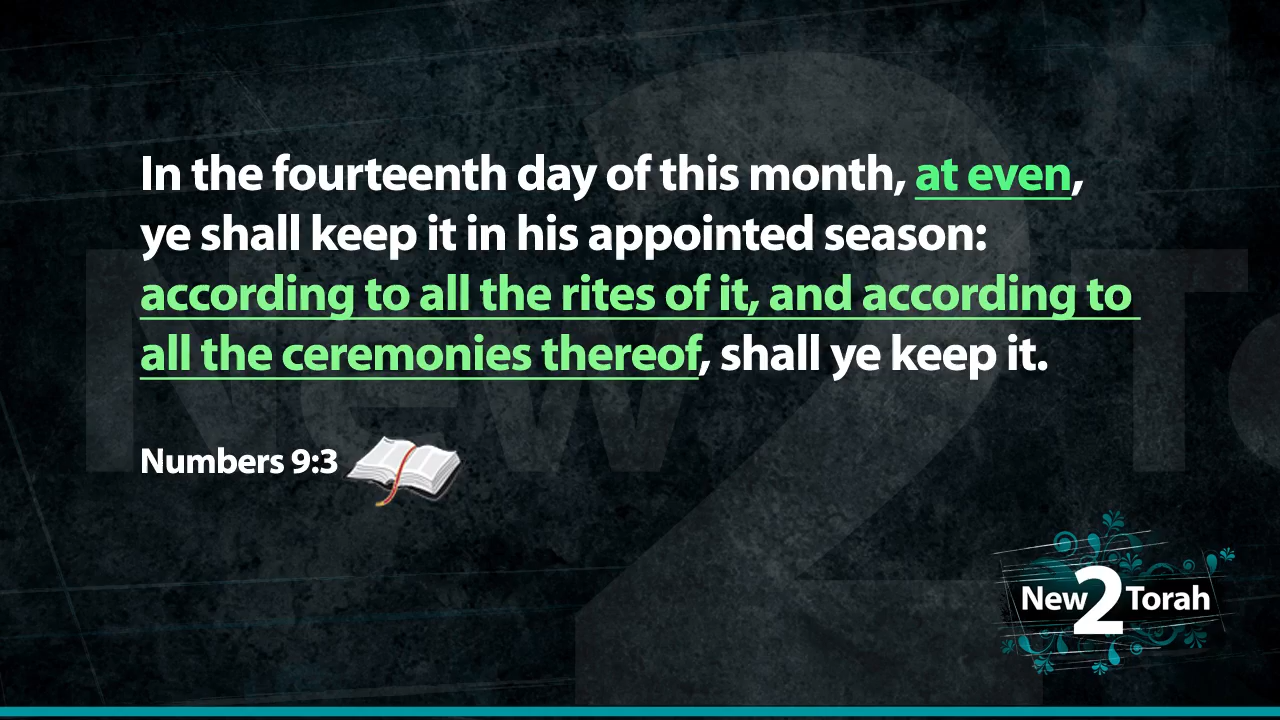 In the fourteenth day of this month, at even,
ye shall keep it in his appointed season:
according to all the rites of it, and according to
all the ceremonies thereof, shall ye keep it.
Numbers 9:3
New2Torah
New 2 To